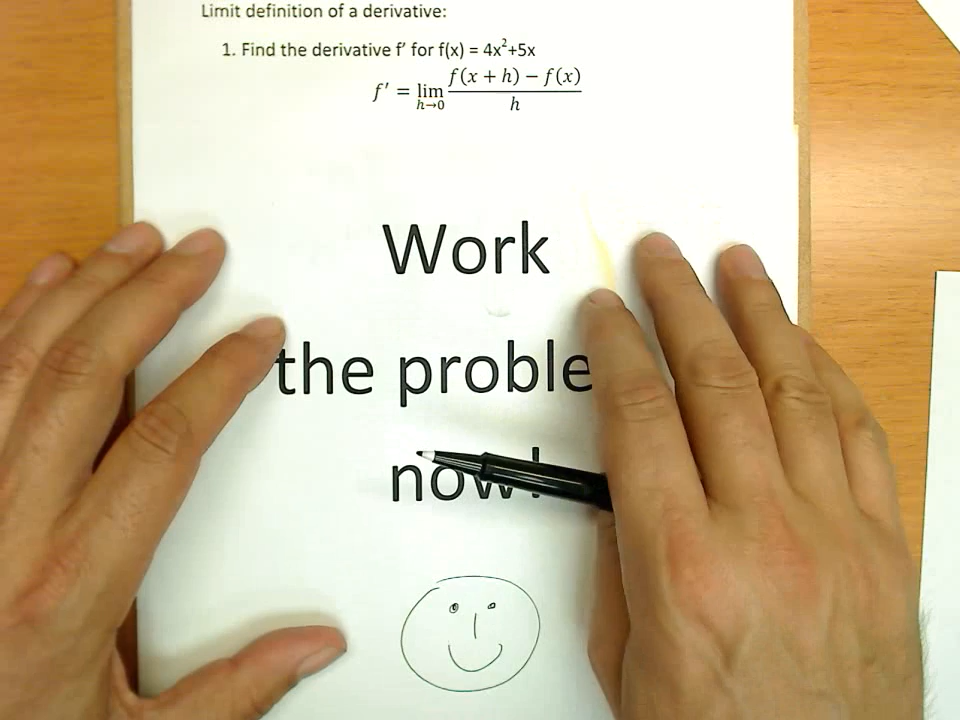 Limit definition of a derivative:
1. Find the derivative f' for f(x) = 4x²+5x
f' = lim h→0 f(x + h) − f(x) / h
Work
the proble
now!